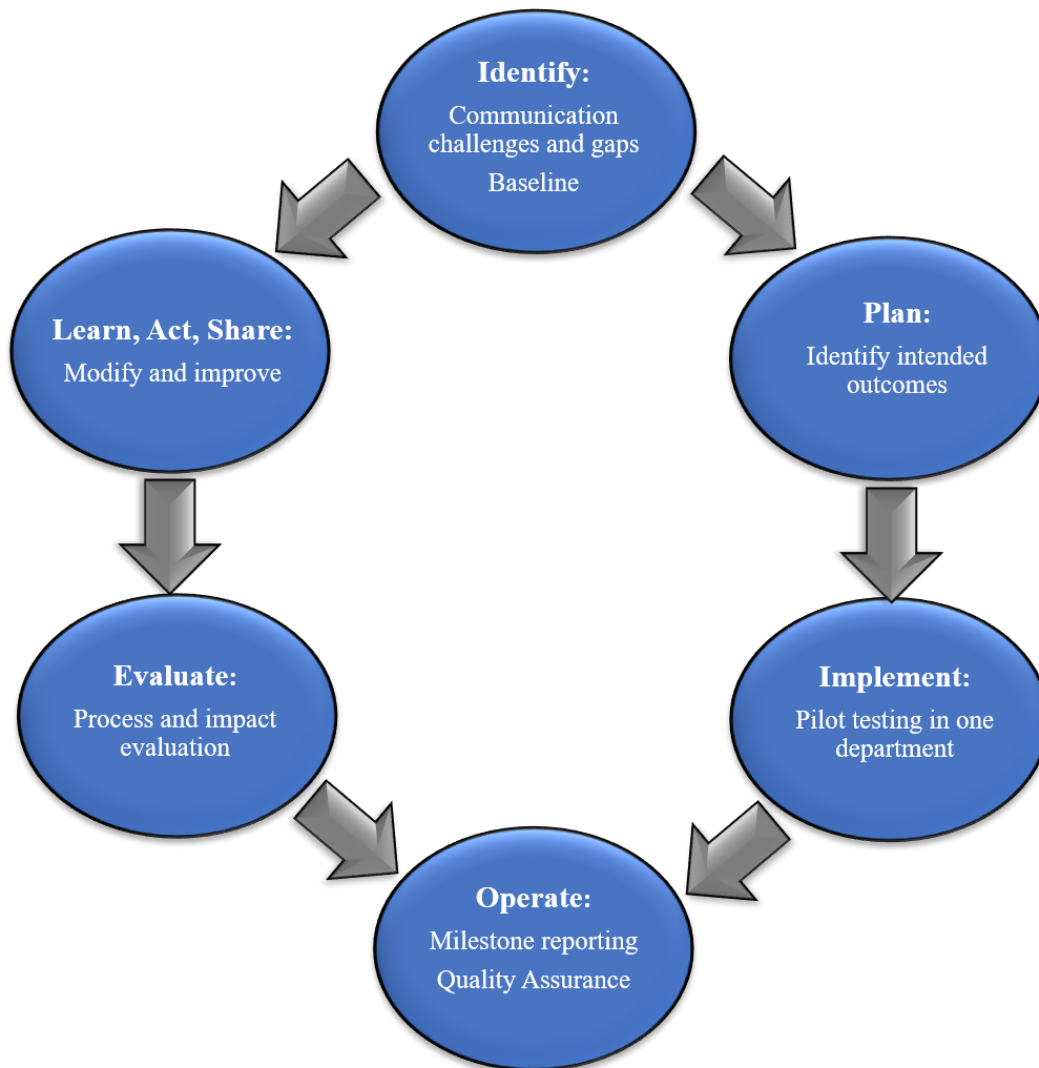 Identify:
Communication
challenges and gaps
Baseline
Learn, Act, Share:
Modify and improve
Plan:
Identify intended
outcomes
Evaluate:
Process and impact
evaluation
Implement:
Pilot testing in one
department
Operate:
Milestone reporting
Quality Assurance